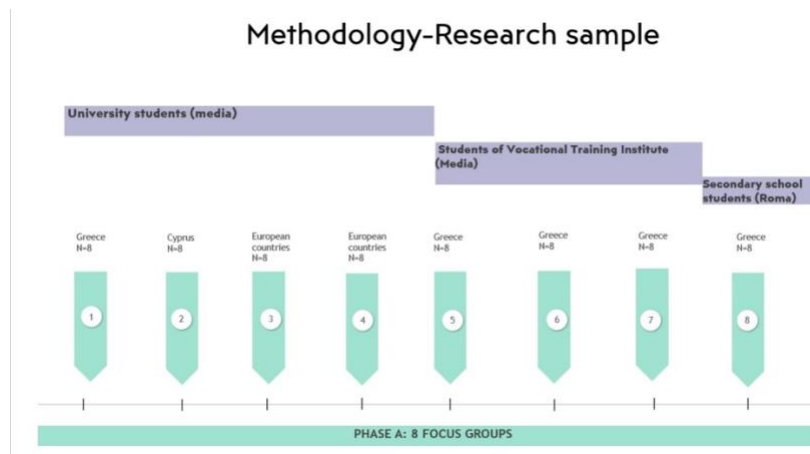 Methodology-Research sample
University students (media)
Students of Vocational Training Institute
(Media)
Secondary school
students (Roma)
Greece
N=8
Cyprus
N=8
European
countries
N=8
European
countries
N=8
Greece
N=8
Greece
N=8
Greece
N=8
Greece
N=8
1
2
3
4
5
6
7
8
PHASE A: 8 FOCUS GROUPS